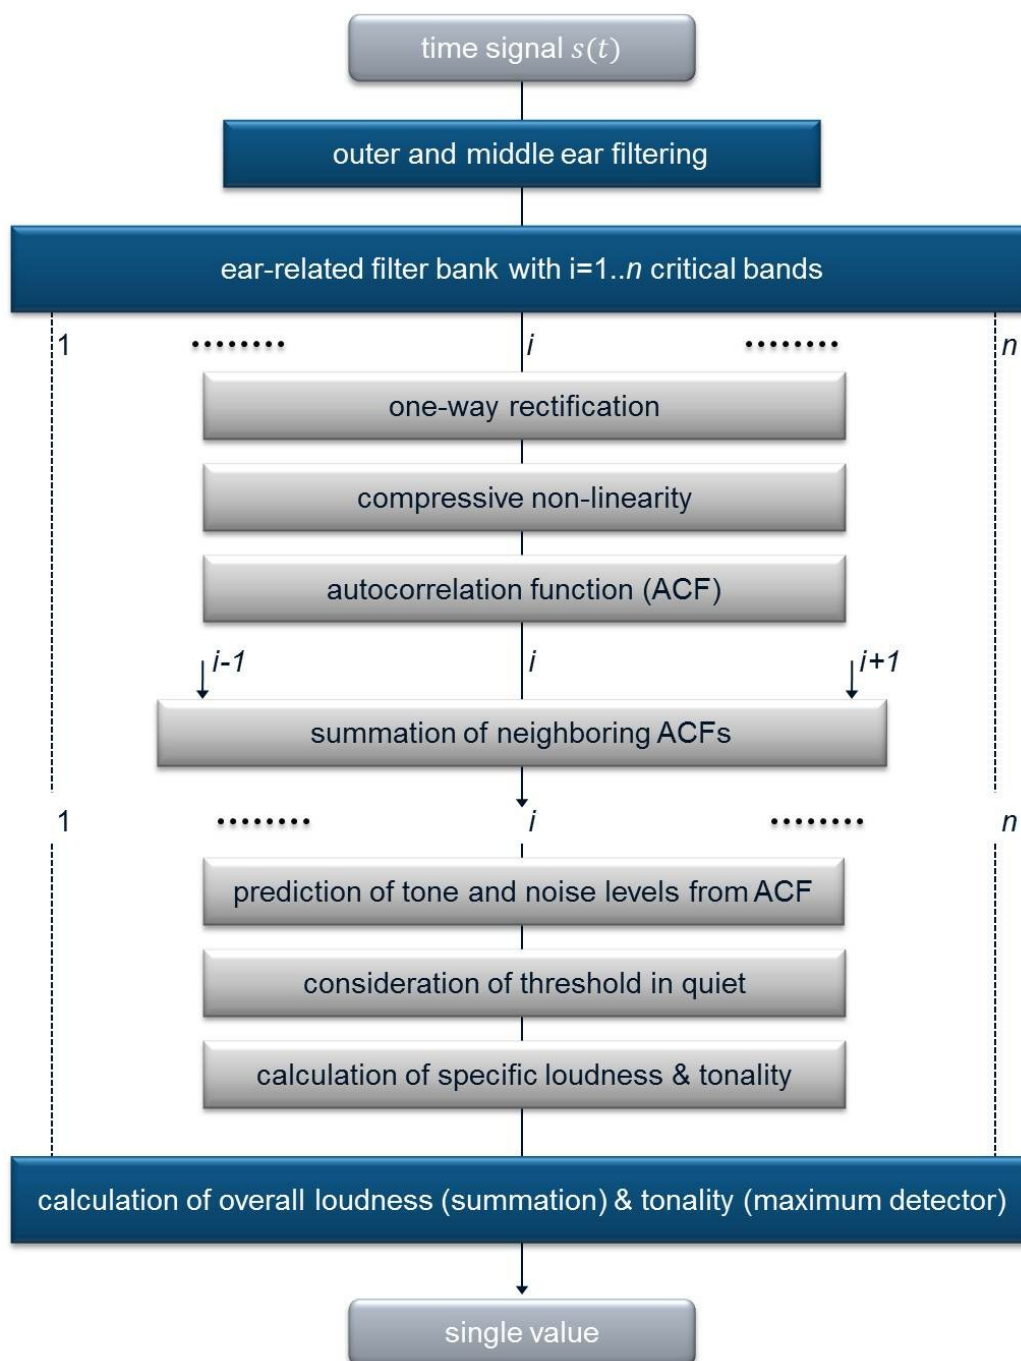 time signal s(t)
outer and middle ear filtering
ear-related filter bank with i=1..n critical bands
1 ........ i ........ n
one-way rectification
compressive non-linearity
autocorrelation function (ACF)
i-1 i i+1
summation of neighboring ACFs
1 ........ i ........ n
prediction of tone and noise levels from ACF
consideration of threshold in quiet
calculation of specific loudness & tonality
calculation of overall loudness (summation) & tonality (maximum detector)
single value